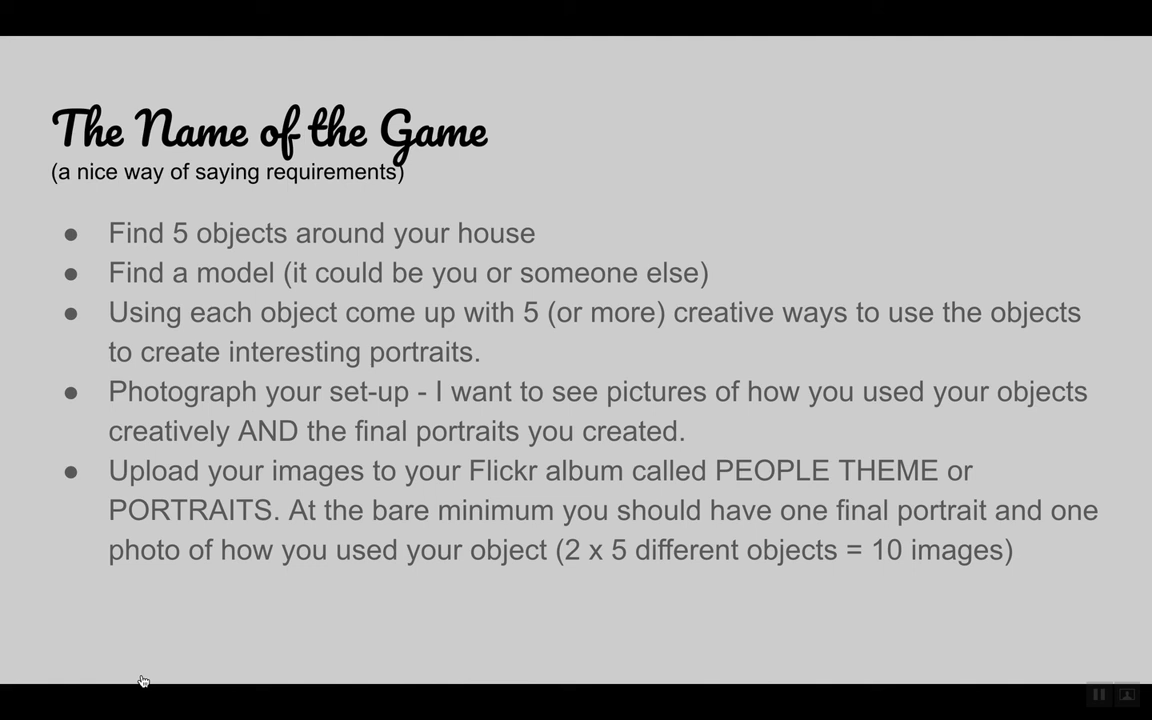 The Name of the Game
(a nice way of saying requirements)
● Find 5 objects around your house
● Find a model (it could be you or someone else)
● Using each object come up with 5 (or more) creative ways to use the objects
to create interesting portraits.
● Photograph your set-up - I want to see pictures of how you used your objects
creatively AND the final portraits you created.
● Upload your images to your Flickr album called PEOPLE THEME or
PORTRAITS. At the bare minimum you should have one final portrait and one
photo of how you used your object (2 x 5 different objects = 10 images)